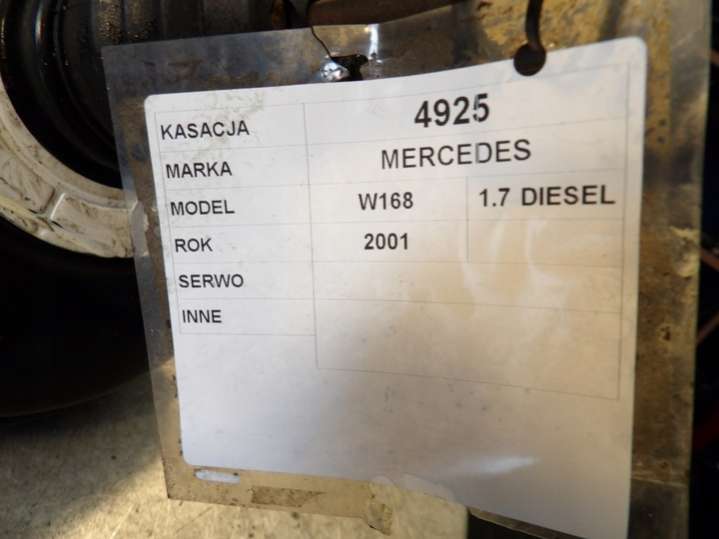 KASACJA 4925
MARKA MERCEDES
MODEL W168 1.7 DIESEL
ROK 2001
SERWO
INNE